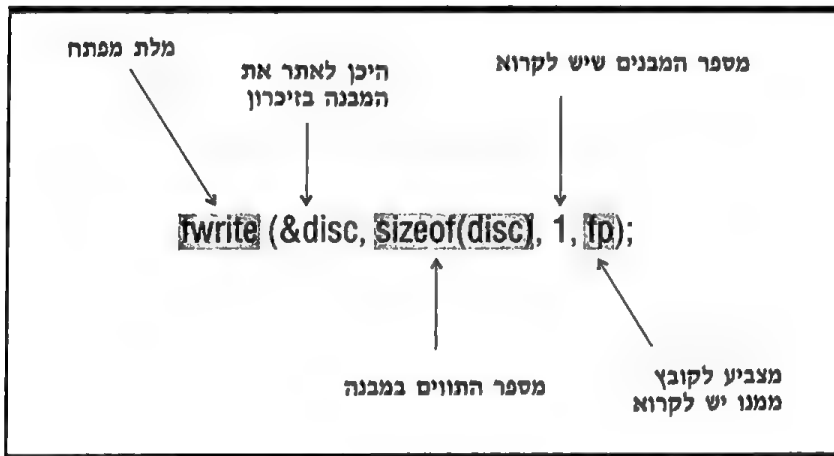 מלת מפתח
היכן לאתר את
המבנה בזיכרון
מספר המבנים שיש לקרוא
fwrite (&disc, sizeof(disc), 1, fp);
מספר התווים במבנה
מצביע לקובץ
ממנו יש לקרוא